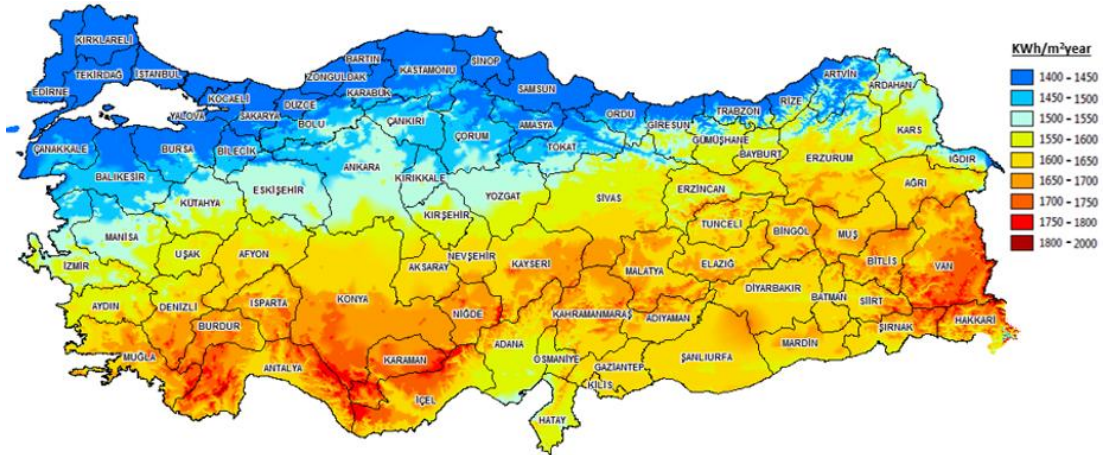 KIRKLARELİ
TEKİRDAĞ
İSTANBUL
EDİRNE
KOCAELİ
YALOVA
SAKARYA
DÜZCE
ZONGULDAK
BARTIN
KARABÜK
KASTAMONU
SİNOP
SAMSUN
BOLU
ÇANKIRI
ÇORUM
AMASYA
TOKAT
ORDU
GİRESUN
TRABZON
RİZE
ARTVİN
ARDAHAN
GÜMÜŞHANE
BAYBURT
ERZURUM
KARS
IĞDIR
AĞRI
ÇANAKKALE
BURSA
BİLECİK
BALIKESİR
KÜTAHYA
ESKİŞEHİR
ANKARA
KIRIKKALE
YOZGAT
SİVAS
ERZİNCAN
TUNCELİ
BİNGÖL
MUŞ
BİTLİS
VAN
MANİSA
İZMİR
UŞAK
AFYON
KIRŞEHİR
NEVŞEHİR
AKSARAY
KAYSERİ
MALATYA
ELAZIĞ
DİYARBAKIR
BATMAN
SİİRT
ŞIRNAK
HAKKARİ
AYDIN
DENİZLİ
ISPARTA
BURDUR
KONYA
NİĞDE
KAHRAMANMARAŞ
ADIYAMAN
MARDİN
MUĞLA
ANTALYA
KARAMAN
İÇEL
ADANA
OSMANİYE
GAZİANTEP
KİLİS
ŞANLIURFA
HATAY
KWh/m²year
1400 - 1450
1450 - 1500
1500 - 1550
1550 - 1600
1600 - 1650
1650 - 1700
1700 - 1750
1750 - 1800
1800 - 2000